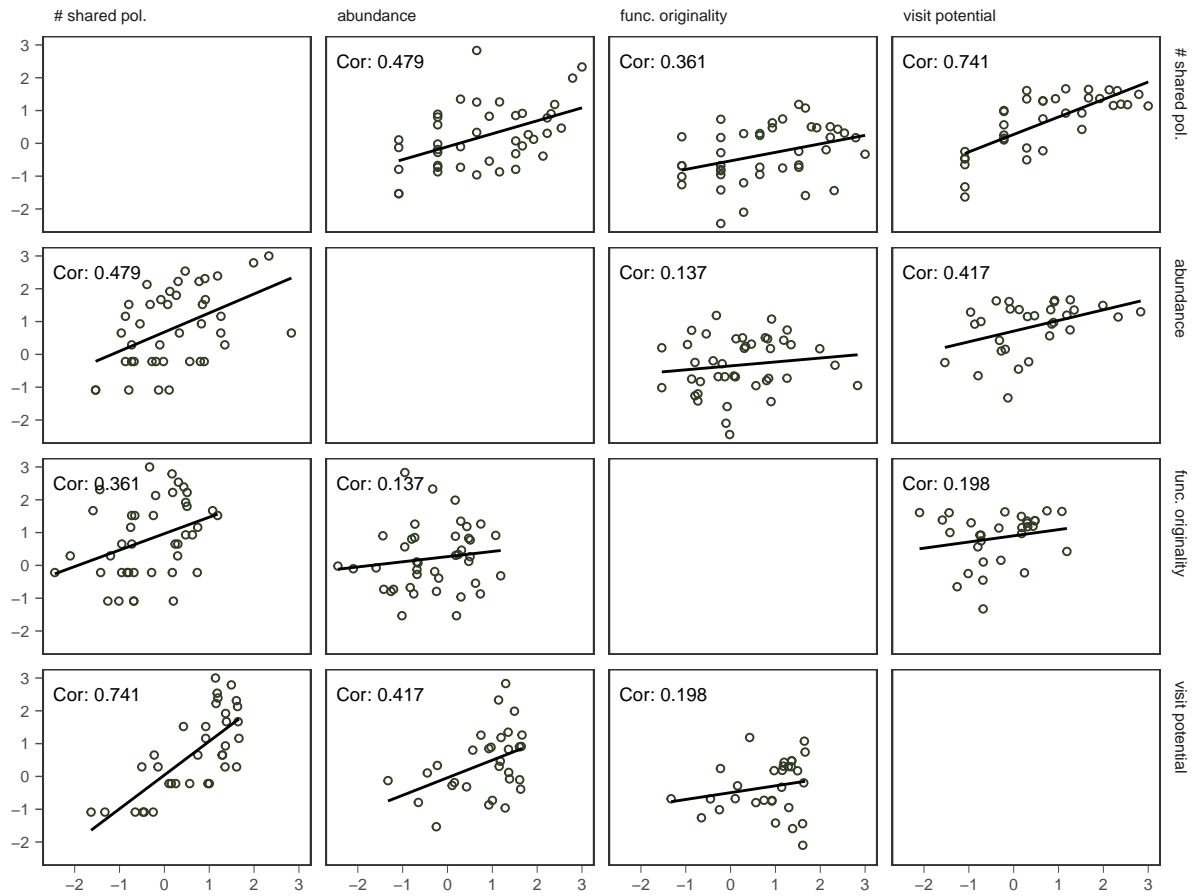 # shared pol.
abundance
func. originality
visit potential
3
2
1
0
−1
−2
Cor: 0.479
Cor: 0.361
Cor: 0.741
# shared pol.
3
2
1
0
−1
−2
Cor: 0.479
Cor: 0.137
Cor: 0.417
abundance
3
2
1
0
−1
−2
Cor: 0.361
Cor: 0.137
Cor: 0.198
func. originality
3
2
1
0
−1
−2
Cor: 0.741
Cor: 0.417
Cor: 0.198
visit potential
−2 −1 0 1 2 3
−2 −1 0 1 2 3
−2 −1 0 1 2 3
−2 −1 0 1 2 3